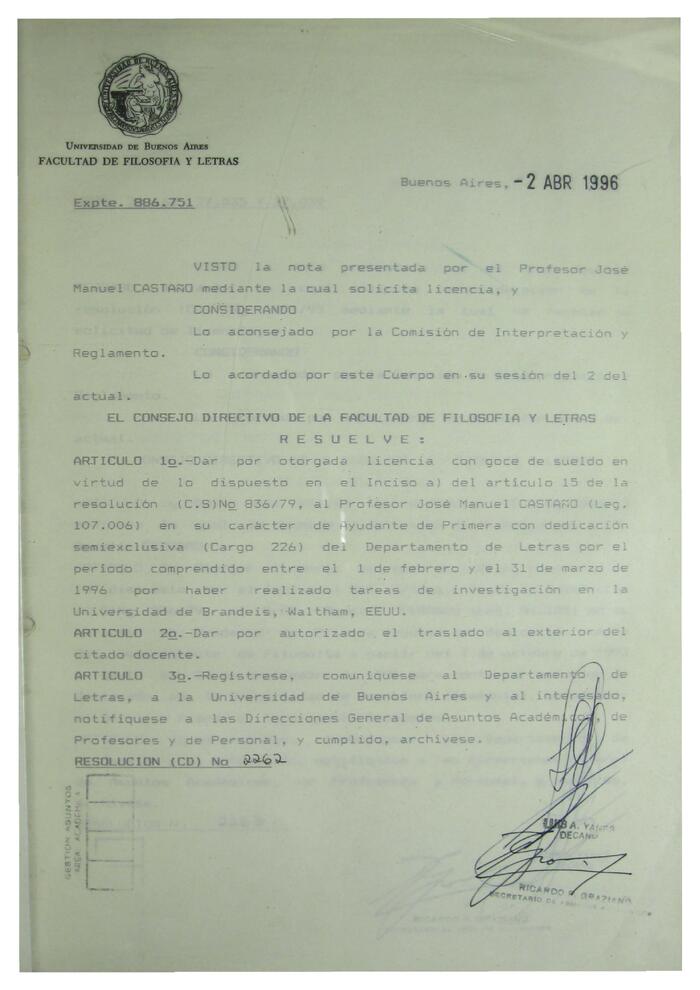 UNIVERSIDAD DE BUENOS AIRES
FACULTAD DE FILOSOFIA Y LETRAS
Buenos Aires, -2 ABR 1996
Expte. 886.751
VISTO la nota presentada por el Profesor José
Manuel CASTAÑO mediante la cual solicita licencia, y
CONSIDERANDO
Lo aconsejado por la Comisión de Interpretación y
Reglamento.
Lo acordado por este Cuerpo en su sesión del 2 del
actual.
EL CONSEJO DIRECTIVO DE LA FACULTAD DE FILOSOFIA Y LETRAS
R E S U E L V E :
ARTICULO 1o.-Dar por otorgada licencia con goce de sueldo en
virtud de lo dispuesto en el Inciso a) del artículo 15 de la
resolución (C.S)No 836/79, al Profesor José Manuel CASTAÑO (Leg.
107.006) en su carácter de Ayudante de Primera con dedicación
semiexclusiva (Cargo 226) del Departamento de Letras por el
período comprendido entre el 1 de febrero y el 31 de marzo de
1996 por haber realizado tareas de investigación en la
Universidad de Brandeis, Waltham, EEUU.
ARTICULO 2o.-Dar por autorizado el traslado al exterior del
citado docente.
ARTICULO 3o.-Regístrese, comuníquese al Departamento de
Letras, a la Universidad de Buenos Aires y al interesado,
notifíquese a las Direcciones General de Asuntos Académicos, de
Profesores y de Personal, y cumplido, archívese.
RESOLUCION (CD) No 2262
GESTION ASUNTOS
AREA ACADEMICA
LUIS A. YANES
DECANO
RICARDO P. GRAZIANO
SECRETARIO DE